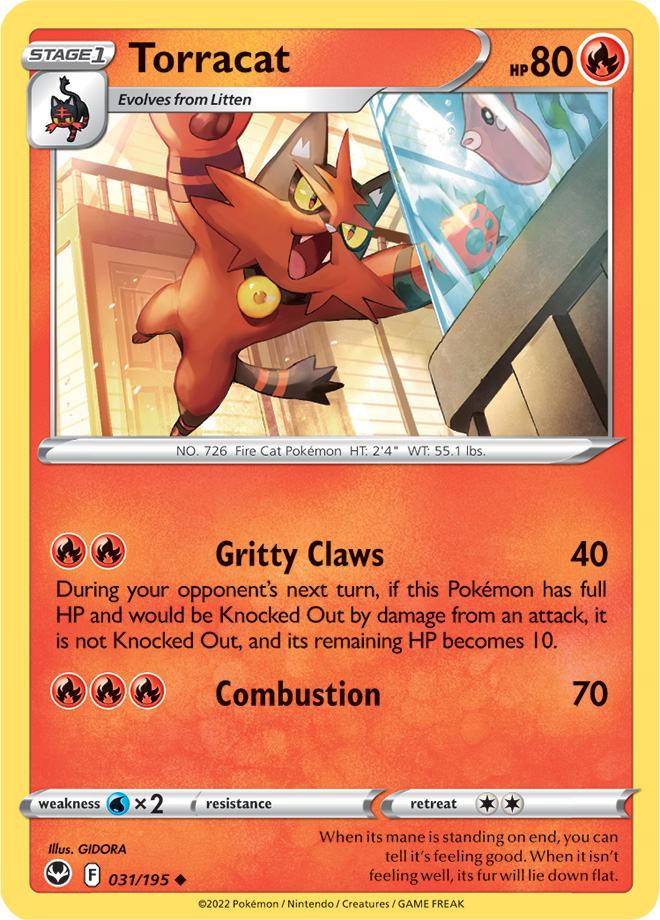 STAGE1
Torracat
HP80
Evolves from Litten
NO. 726 Fire Cat Pokémon HT: 2'4" WT: 55.1 lbs.
Gritty Claws 40
During your opponent's next turn, if this Pokémon has full
HP and would be Knocked Out by damage from an attack, it
is not Knocked Out, and its remaining HP becomes 10.
Combustion 70
weakness ×2 resistance retreat
Illus. GIDORA
F 031/195
When its mane is standing on end, you can
tell it's feeling good. When it isn't
feeling well, its fur will lie down flat.
©2022 Pokémon / Nintendo / Creatures / GAME FREAK